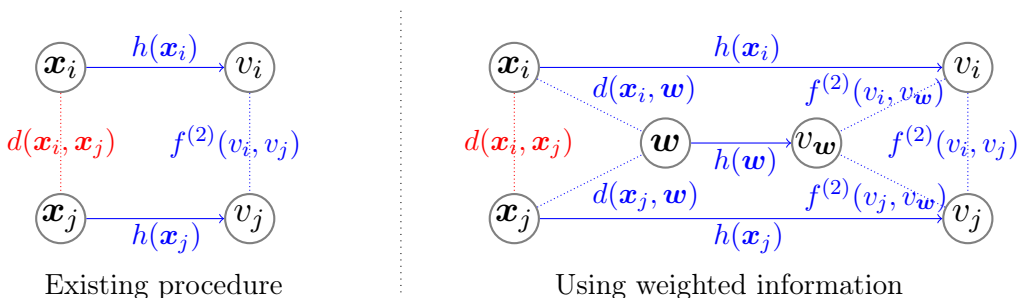 h(x_i)
x_i
v_i
d(x_i, x_j)
f^(2)(v_i, v_j)
x_j
v_j
h(x_j)
Existing procedure
h(x_i)
x_i
v_i
d(x_i, w)
f^(2)(v_i, v_w)
d(x_i, x_j)
w
h(w)
v_w
f^(2)(v_i, v_j)
d(x_j, w)
f^(2)(v_j, v_w)
x_j
v_j
h(x_j)
Using weighted information